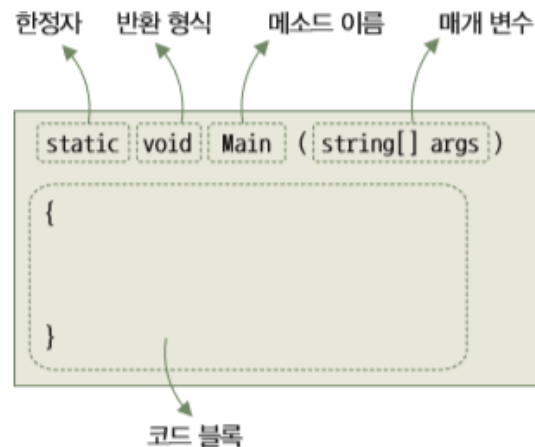 한정자 반환 형식 메소드 이름 매개 변수
static void Main ( string[] args )
{
}
코드 블록